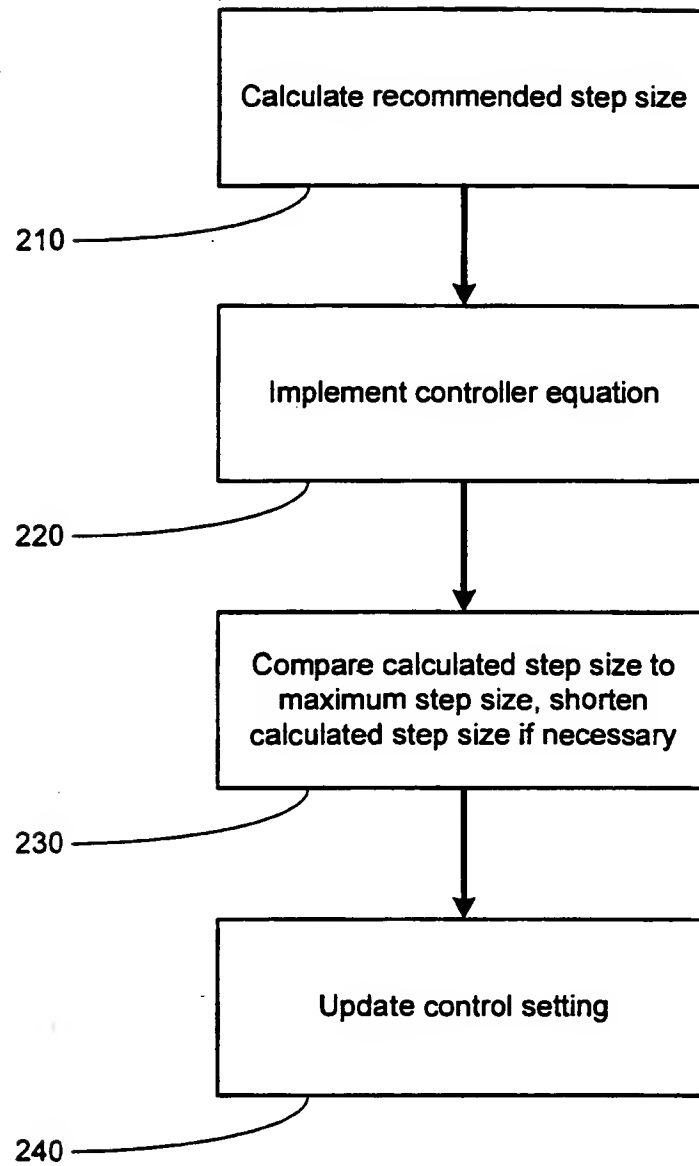 Calculate recommended step size
210
Implement controller equation
220
Compare calculated step size to
maximum step size, shorten
calculated step size if necessary
230
Update control setting
240